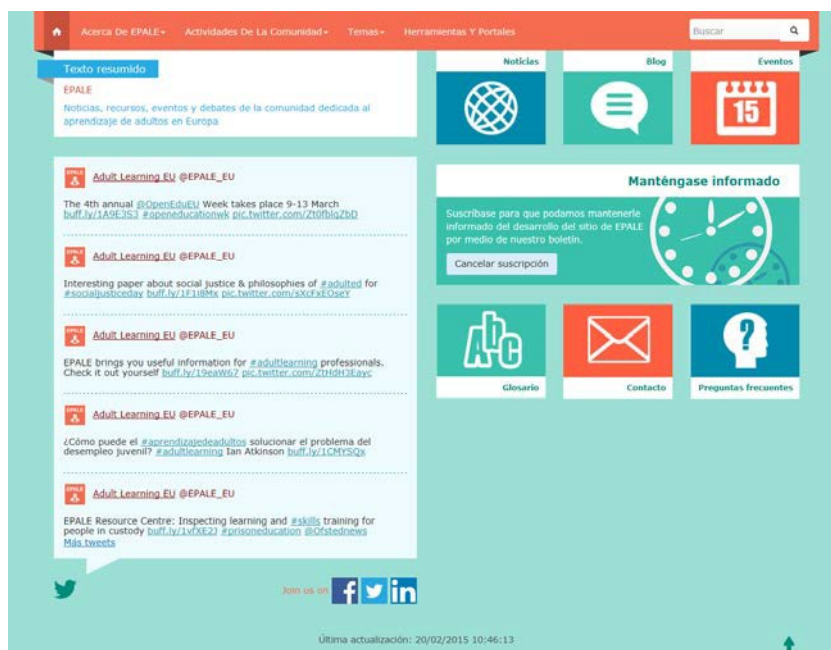 Acerca De EPALE
Actividades De La Comunidad
Temas
Herramientas Y Portales
Buscar
Texto resumido
EPALE
Noticias, recursos, eventos y debates de la comunidad dedicada al
aprendizaje de adultos en Europa
Noticias
Blog
Eventos
15
Adult Learning EU @EPALE_EU
The 4th annual @OpenEduEU Week takes place 9-13 March
buff.ly/1A9E3S3 #openeducationwk
Adult Learning EU @EPALE_EU
Interesting paper about social justice & philosophies of #adulted for
#socialjusticeday buff.ly/1F1I8Mx pic.twitter.com/sXcFxEOseY
Adult Learning EU @EPALE_EU
EPALE brings you useful information for #adultlearning professionals.
Check it out yourself buff.ly/19eaW67 pic.twitter.com/ZtHdH3Eayc
Adult Learning EU @EPALE_EU
¿Cómo puede el #aprendizajedeadultos solucionar el problema del
desempleo juvenil? #adultlearning Ian Atkinson buff.ly/1CMYSQx
Adult Learning EU @EPALE_EU
EPALE Resource Centre: Inspecting learning and #skills training for
people in custody buff.ly/1vfXE2J #prisoneducation @Ofstednews
Más tweets
Join us on
Manténgase informado
Suscríbase para que podamos mantenerle
informado del desarrollo del sitio de EPALE
por medio de nuestro boletín.
Cancelar suscripción
Abc
Glosario
Contacto
Preguntas frecuentes
Última actualización: 20/02/2015 10:46:13